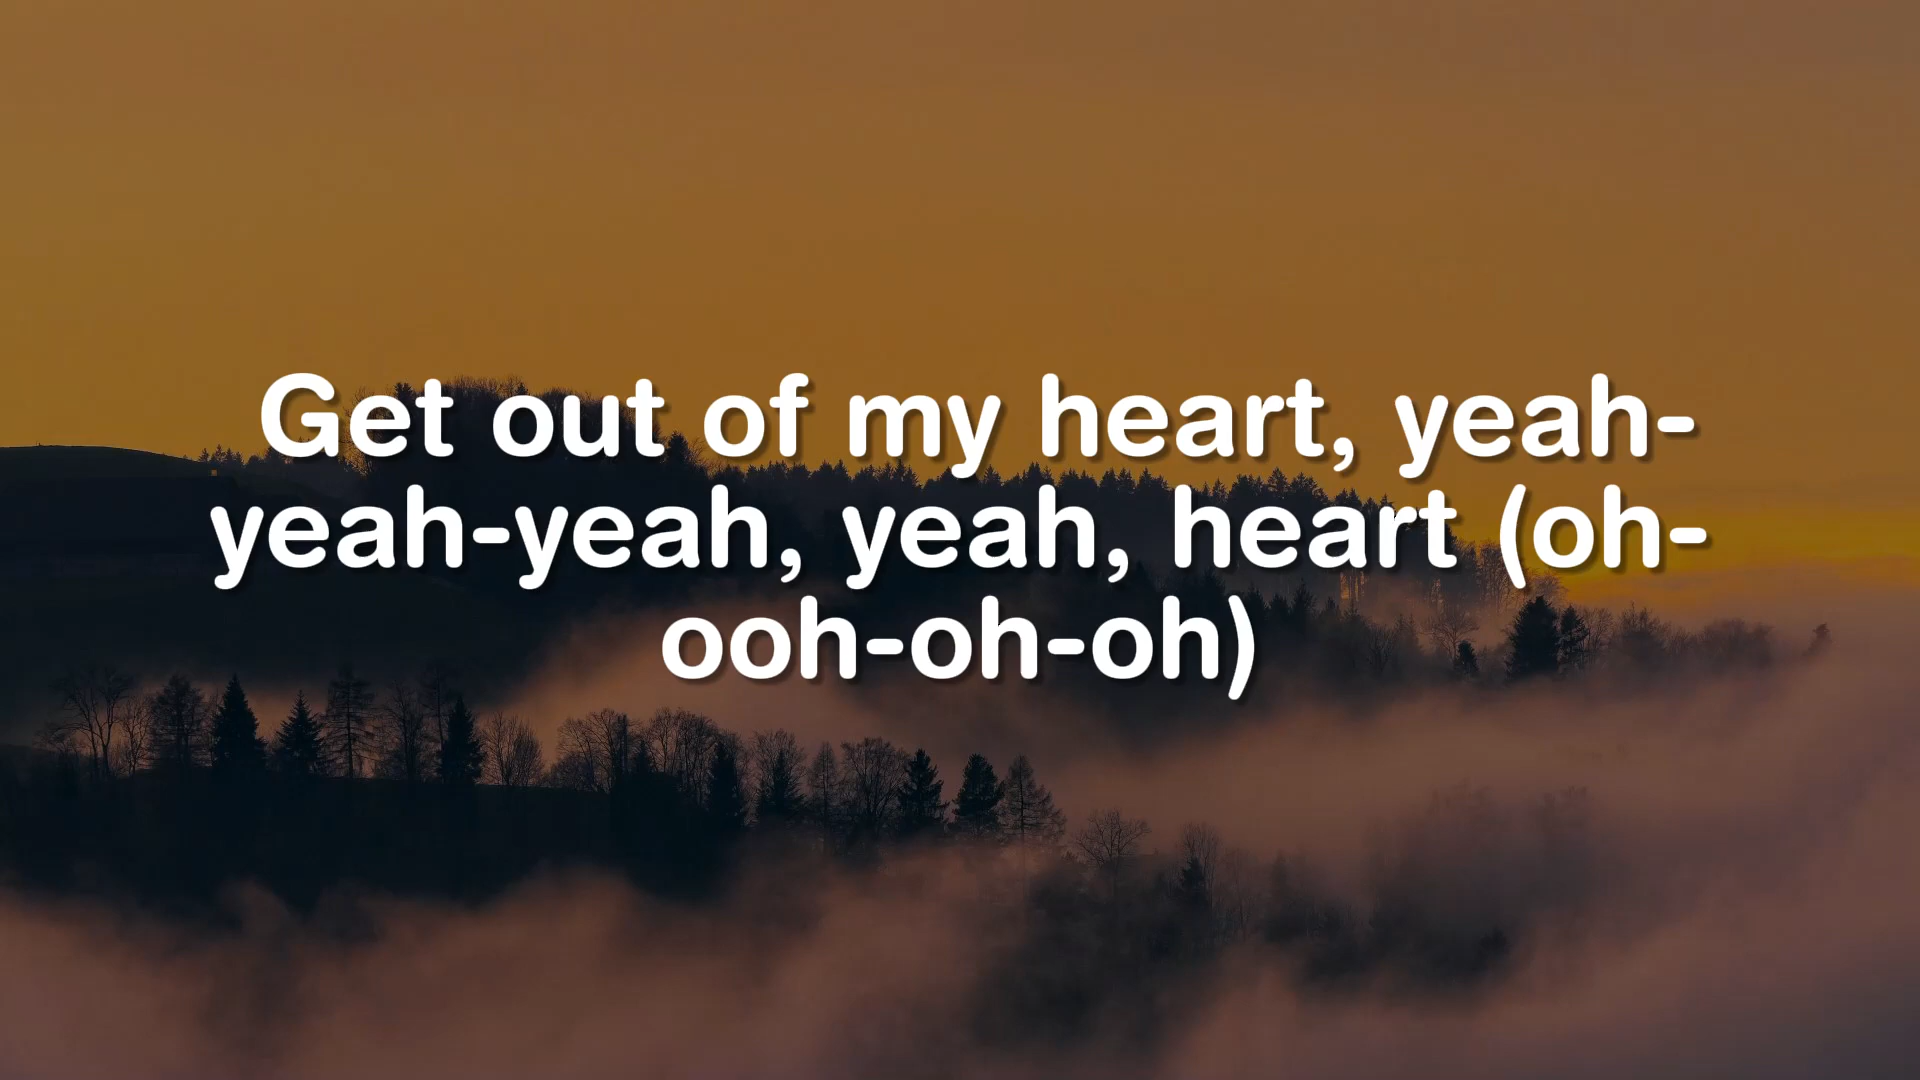 Get out of my heart, yeah-
yeah-yeah, yeah, heart (oh-
ooh-oh-oh)